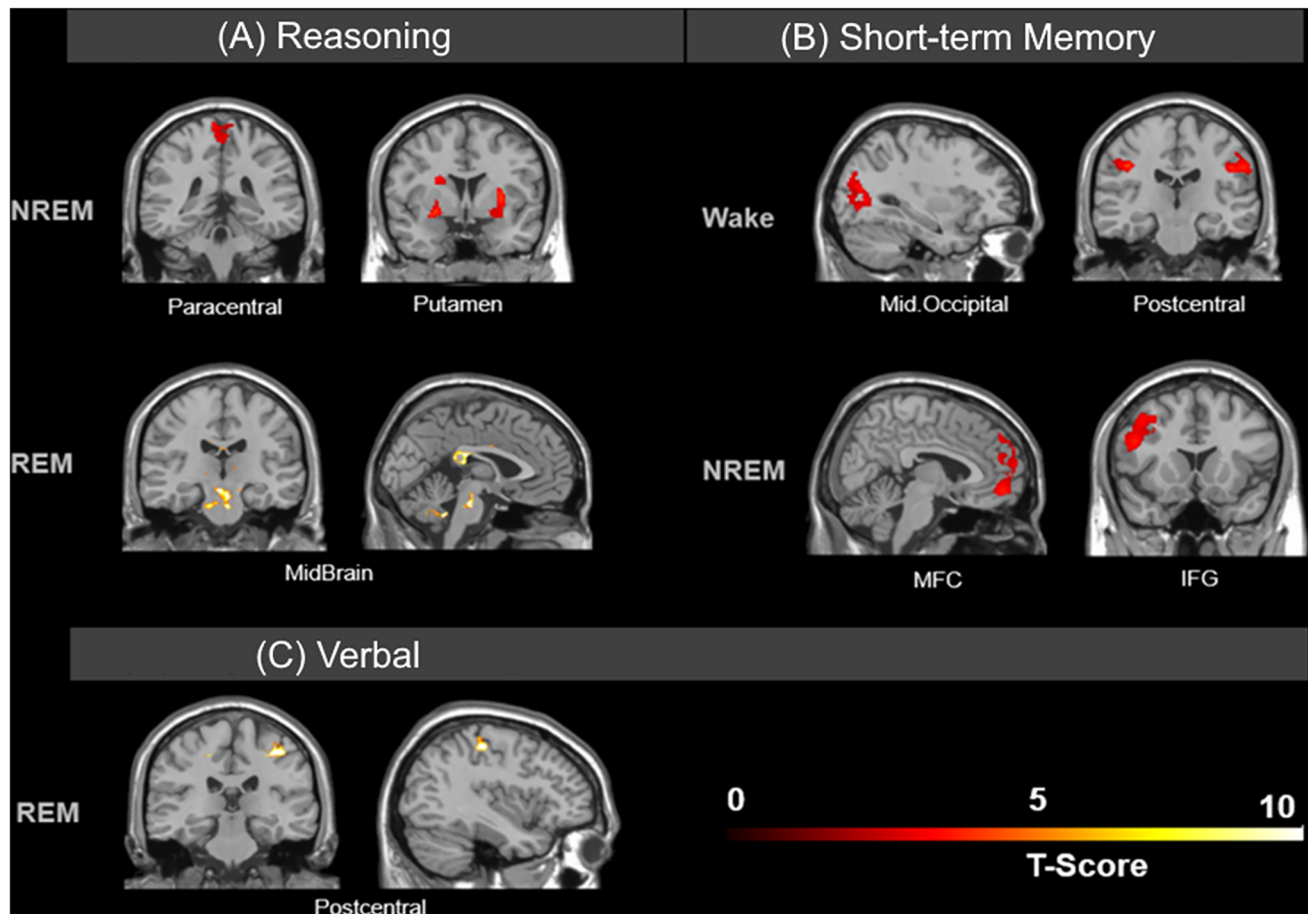 (A) Reasoning
(B) Short-term Memory
NREM
Paracentral
Putamen
Wake
Mid.Occipital
Postcentral
REM
MidBrain
NREM
MFC
IFG
(C) Verbal
REM
Postcentral
0 5 10
T-Score